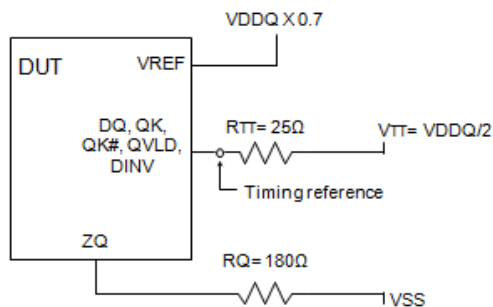 VDDQ X 0.7
DUT
VREF
DQ, QK,
QK#, QVLD,
DINV
RTT= 25Ω
VTT= VDDQ/2
Timing reference
ZQ
RQ= 180Ω
VSS